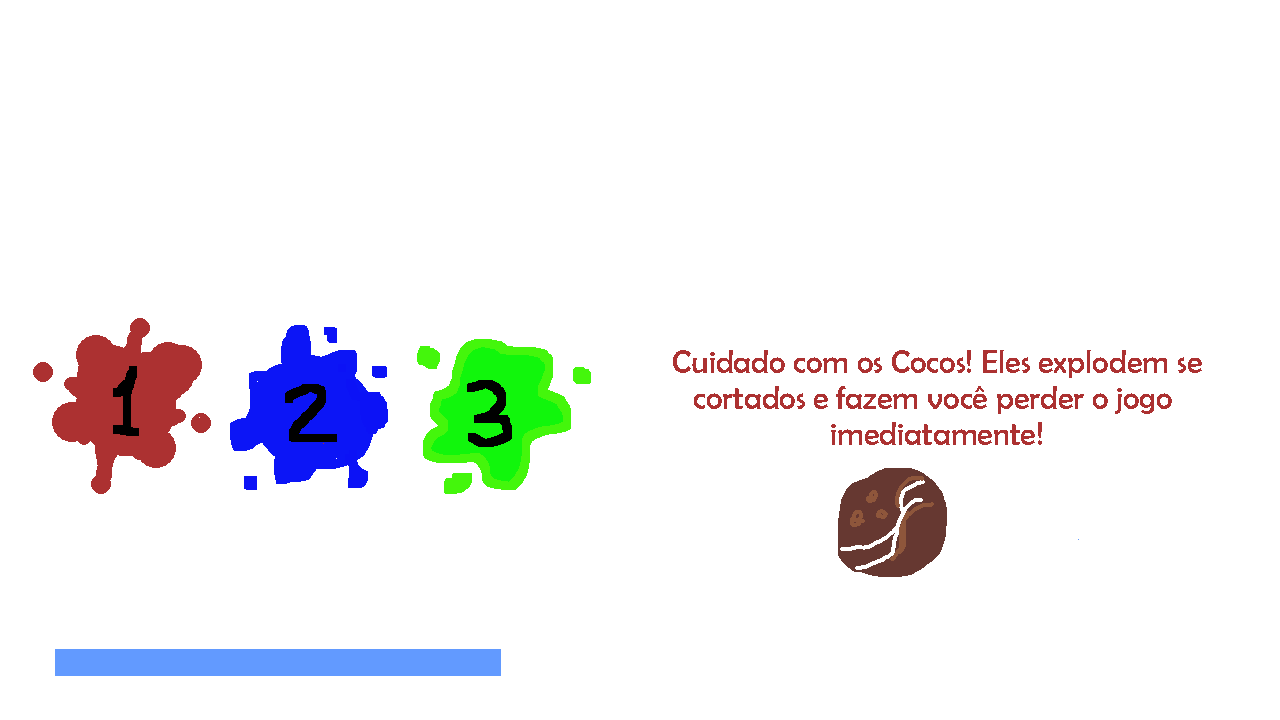 1 2 3
Cuidado com os Cocos! Eles explodem se
cortados e fazem você perder o jogo
imediatamente!